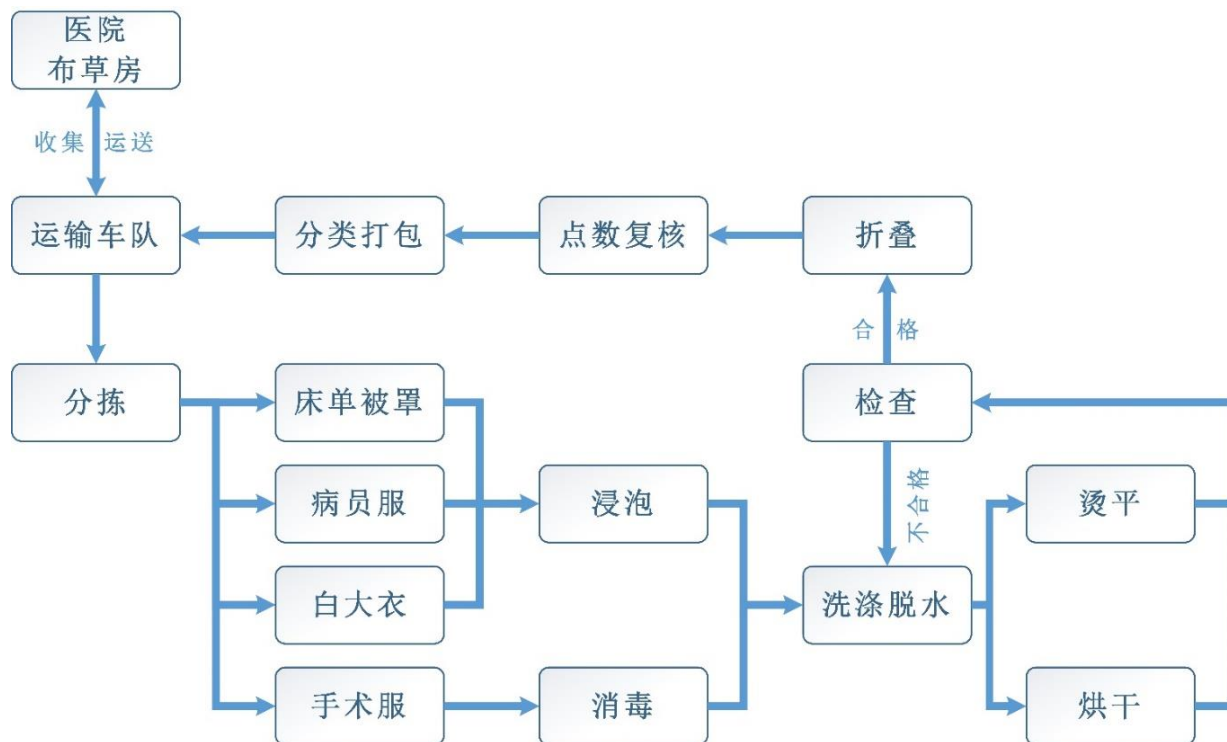 医院
布草房
收集 运送
运输车队
分类打包
点数复核
折叠
合 格
分拣
床单被罩
检查
病员服
浸泡
不合格
烫平
白大衣
洗涤脱水
手术服
消毒
烘干